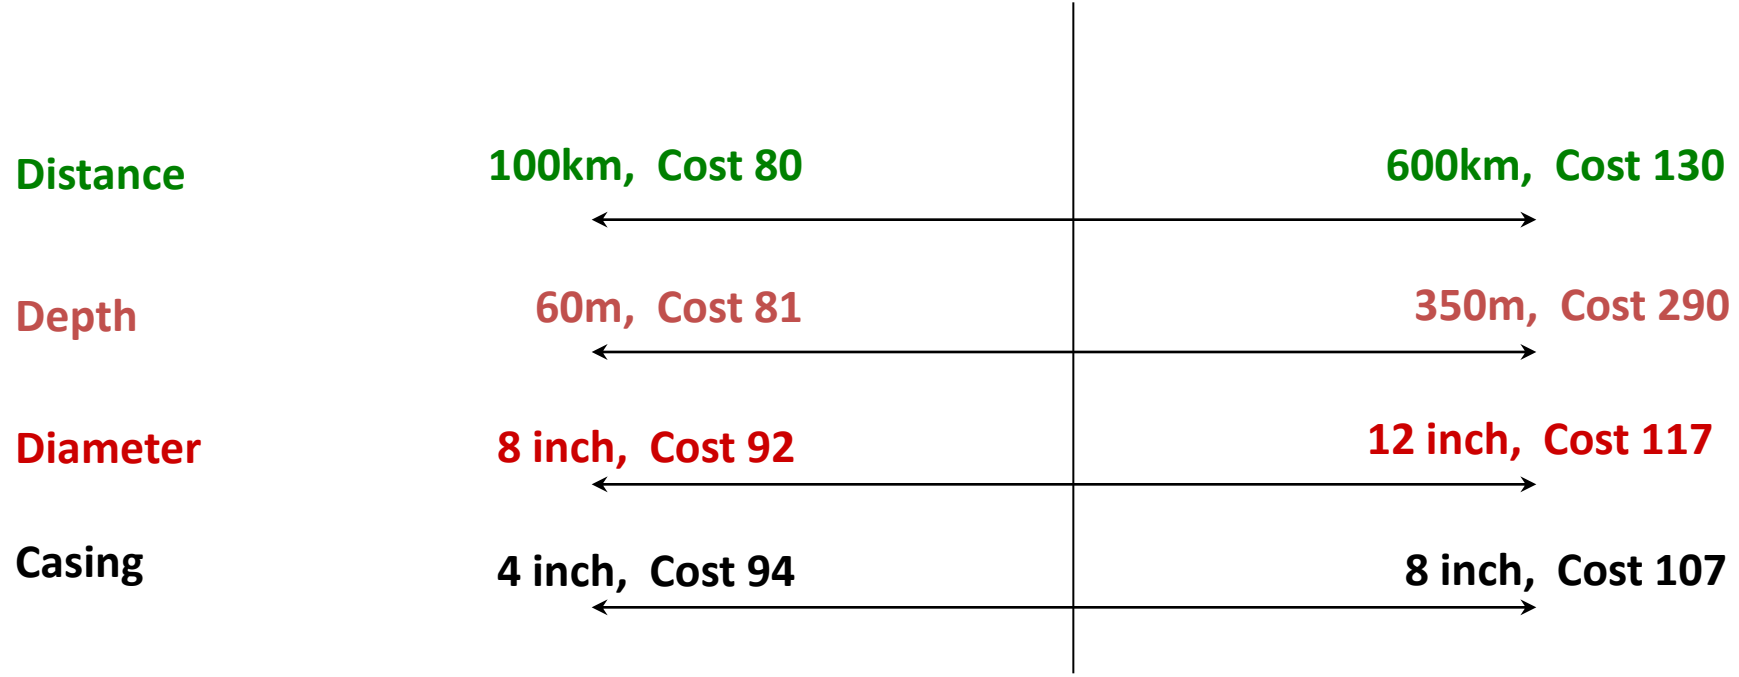 Distance 100km, Cost 80 600km, Cost 130
Depth 60m, Cost 81 350m, Cost 290
Diameter 8 inch, Cost 92 12 inch, Cost 117
Casing 4 inch, Cost 94 8 inch, Cost 107